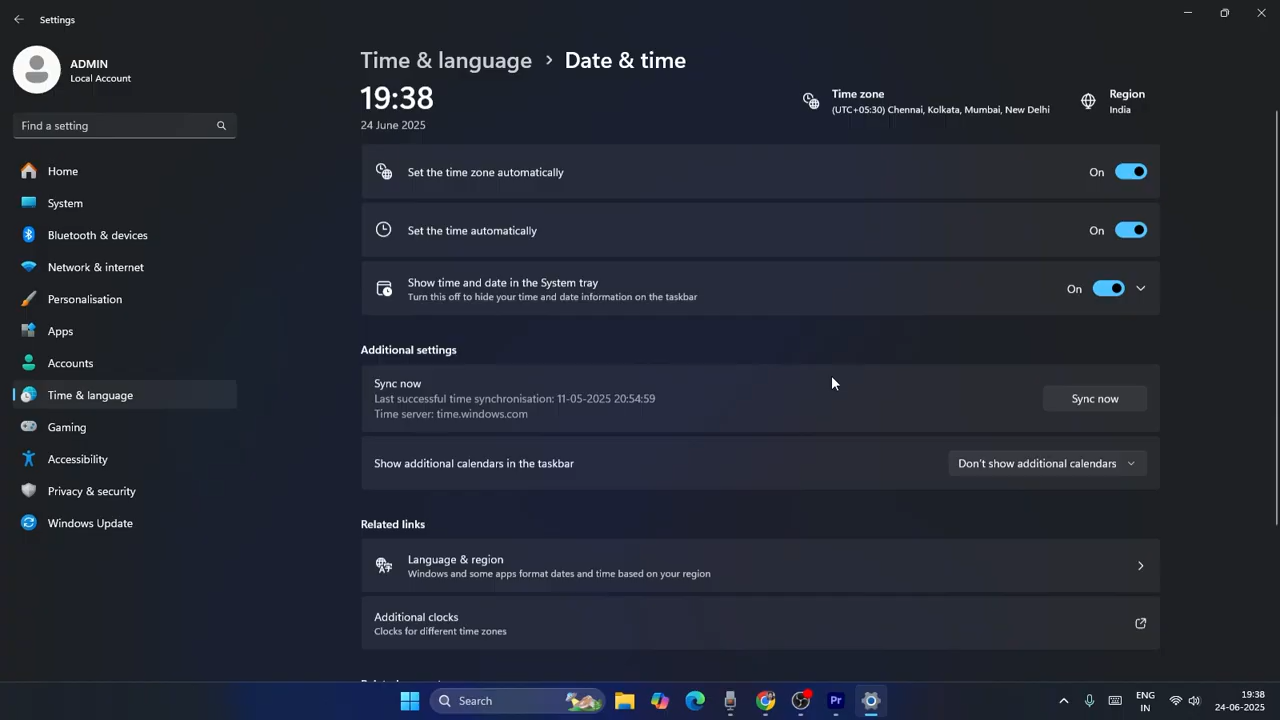 Settings
ADMIN
Local Account
Find a setting
Home
System
Bluetooth & devices
Network & internet
Personalisation
Apps
Accounts
Time & language
Gaming
Accessibility
Privacy & security
Windows Update
Time & language > Date & time
19:38
24 June 2025
Time zone
(UTC+05:30) Chennai, Kolkata, Mumbai, New Delhi
Region
India
Set the time zone automatically
On
Set the time automatically
On
Show time and date in the System tray
Turn this off to hide your time and date information on the taskbar
On
Additional settings
Sync now
Last successful time synchronisation: 11-05-2025 20:54:59
Time server: time.windows.com
Sync now
Show additional calendars in the taskbar
Don't show additional calendars
Related links
Language & region
Windows and some apps format dates and time based on your region
Additional clocks
Clocks for different time zones
Search
Pr
ENG
IN
19:38
24-06-2025